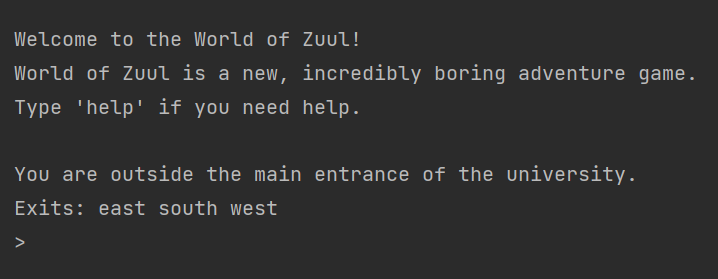 Welcome to the World of Zuul!
World of Zuul is a new, incredibly boring adventure game.
Type 'help' if you need help.
You are outside the main entrance of the university.
Exits: east south west
>